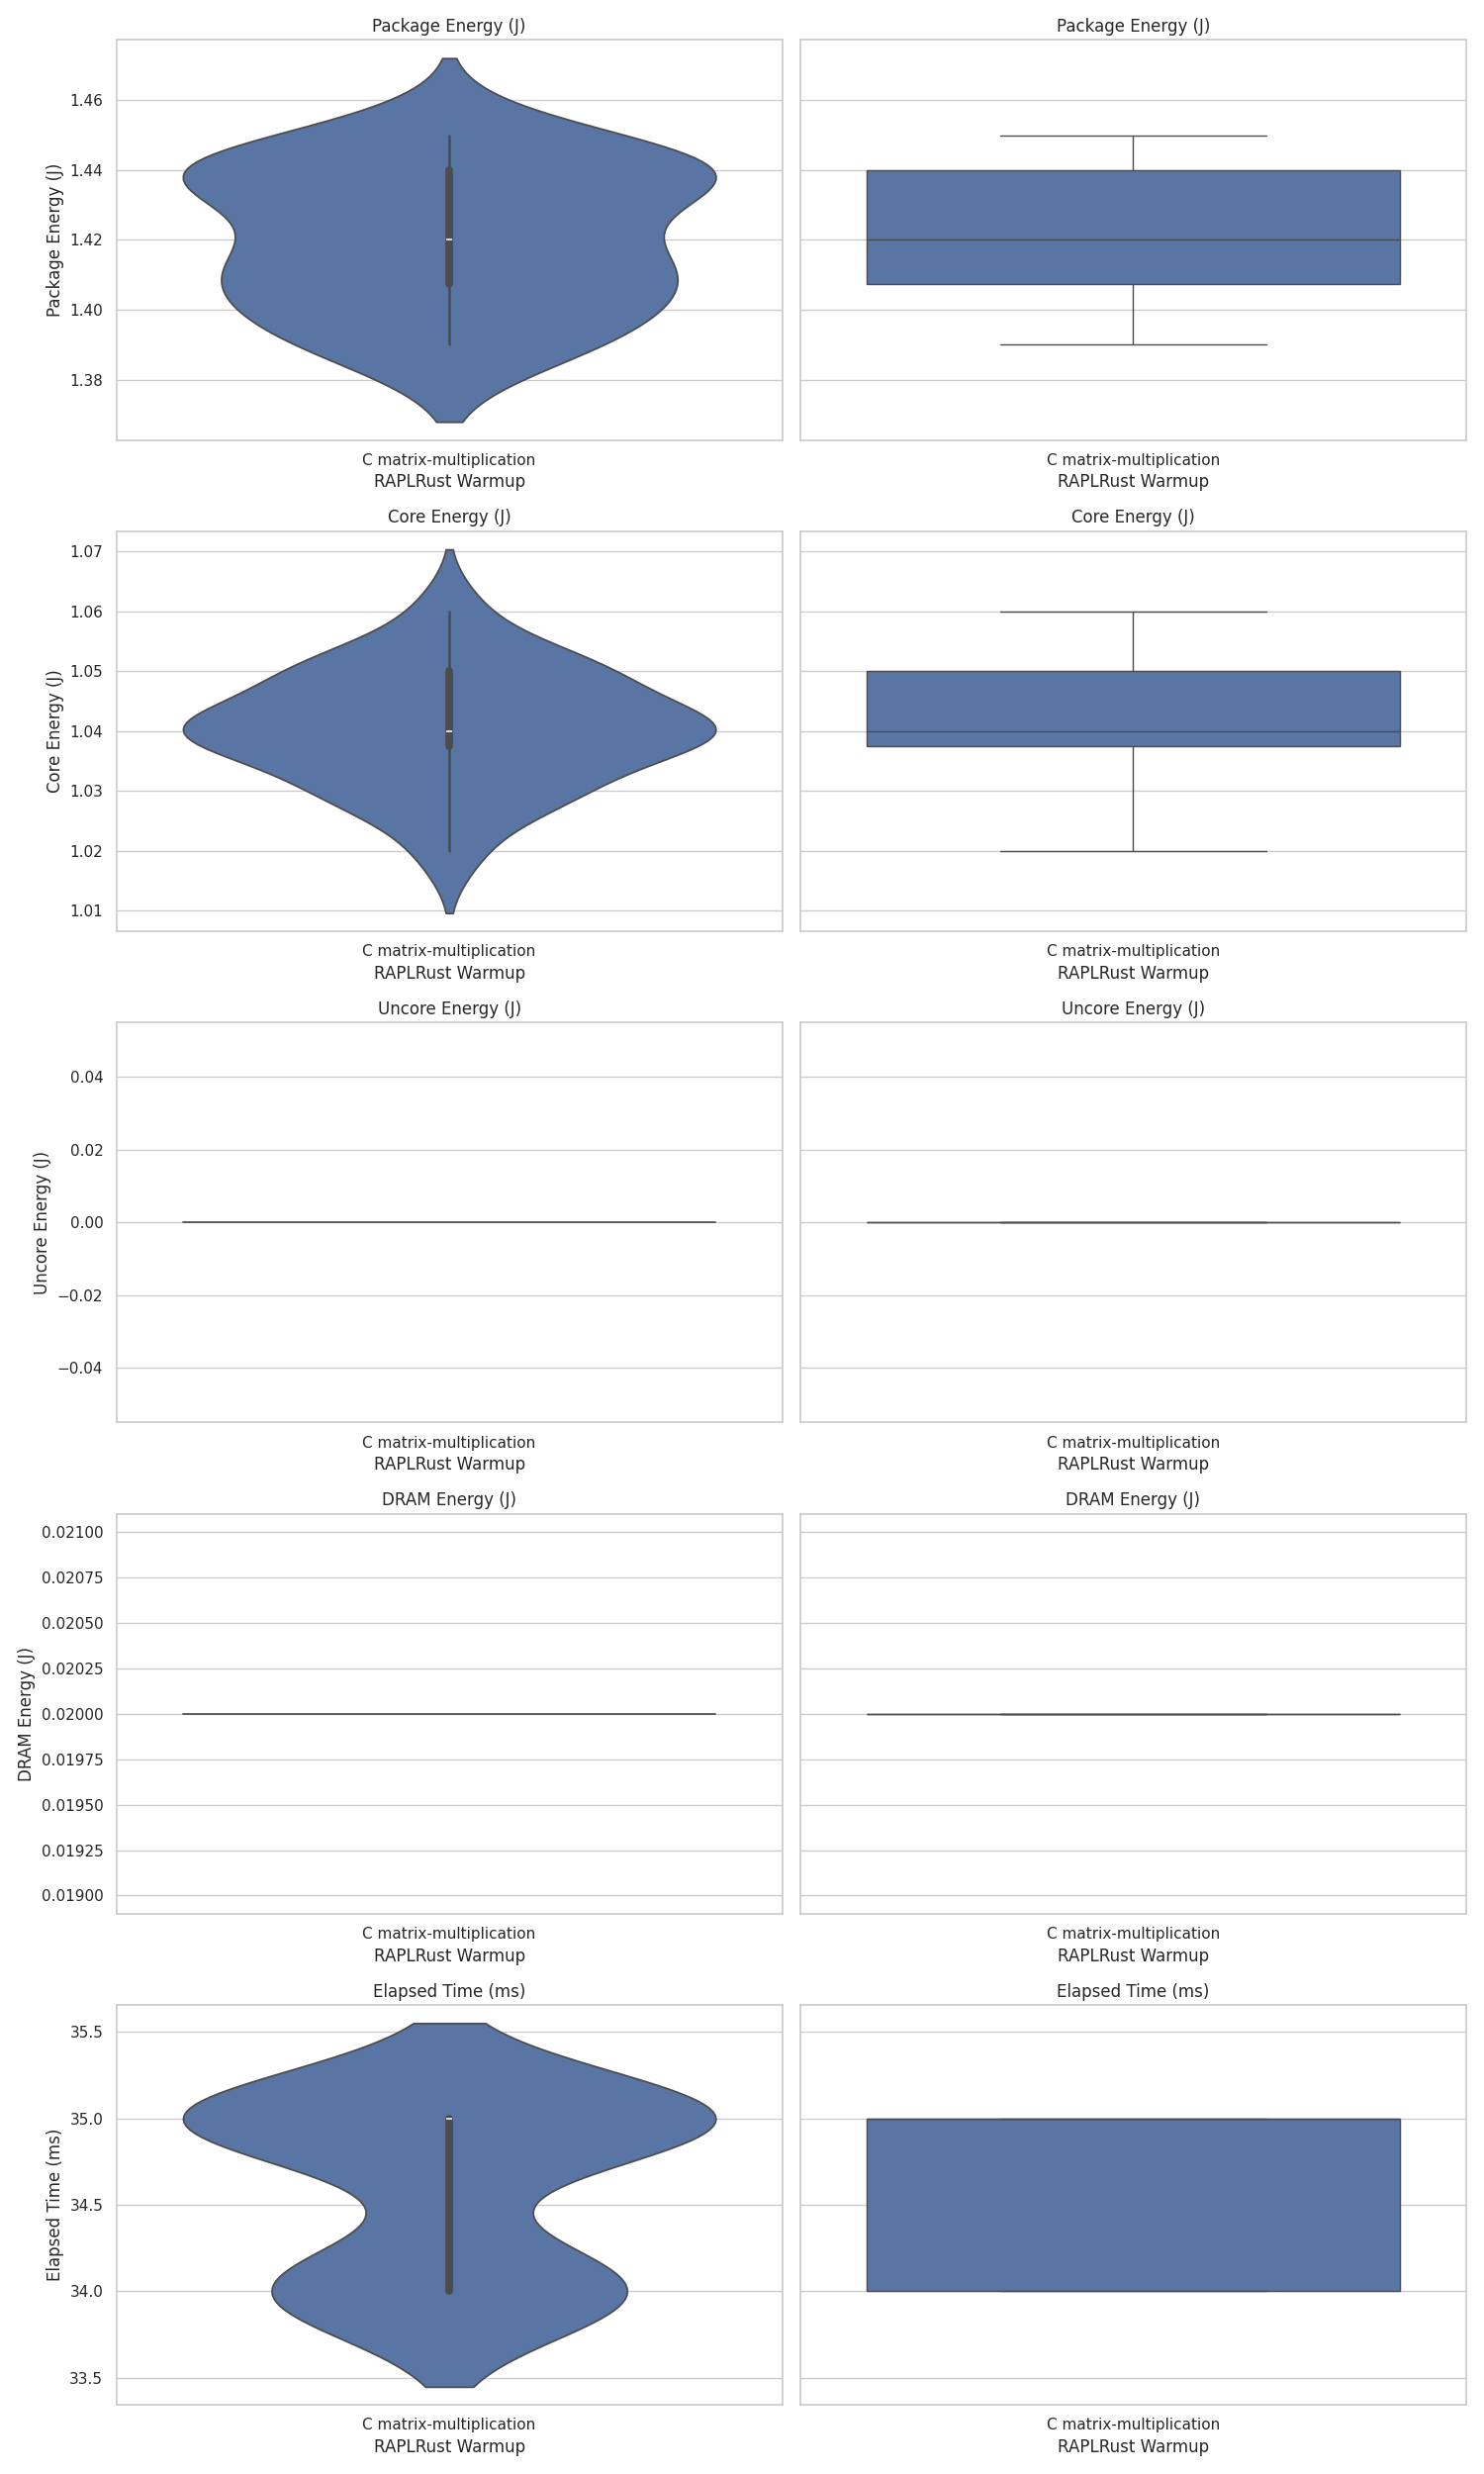 Package Energy (J)
Package Energy (J)
Package Energy (J)
1.46
1.44
1.42
1.40
1.38
C matrix-multiplication
RAPLRust Warmup
C matrix-multiplication
RAPLRust Warmup
Core Energy (J)
Core Energy (J)
Core Energy (J)
1.07
1.06
1.05
1.04
1.03
1.02
1.01
C matrix-multiplication
RAPLRust Warmup
C matrix-multiplication
RAPLRust Warmup
Uncore Energy (J)
Uncore Energy (J)
Uncore Energy (J)
0.04
0.02
0.00
−0.02
−0.04
C matrix-multiplication
RAPLRust Warmup
C matrix-multiplication
RAPLRust Warmup
DRAM Energy (J)
DRAM Energy (J)
DRAM Energy (J)
0.02100
0.02075
0.02050
0.02025
0.02000
0.01975
0.01950
0.01925
0.01900
C matrix-multiplication
RAPLRust Warmup
C matrix-multiplication
RAPLRust Warmup
Elapsed Time (ms)
Elapsed Time (ms)
Elapsed Time (ms)
35.5
35.0
34.5
34.0
33.5
C matrix-multiplication
RAPLRust Warmup
C matrix-multiplication
RAPLRust Warmup